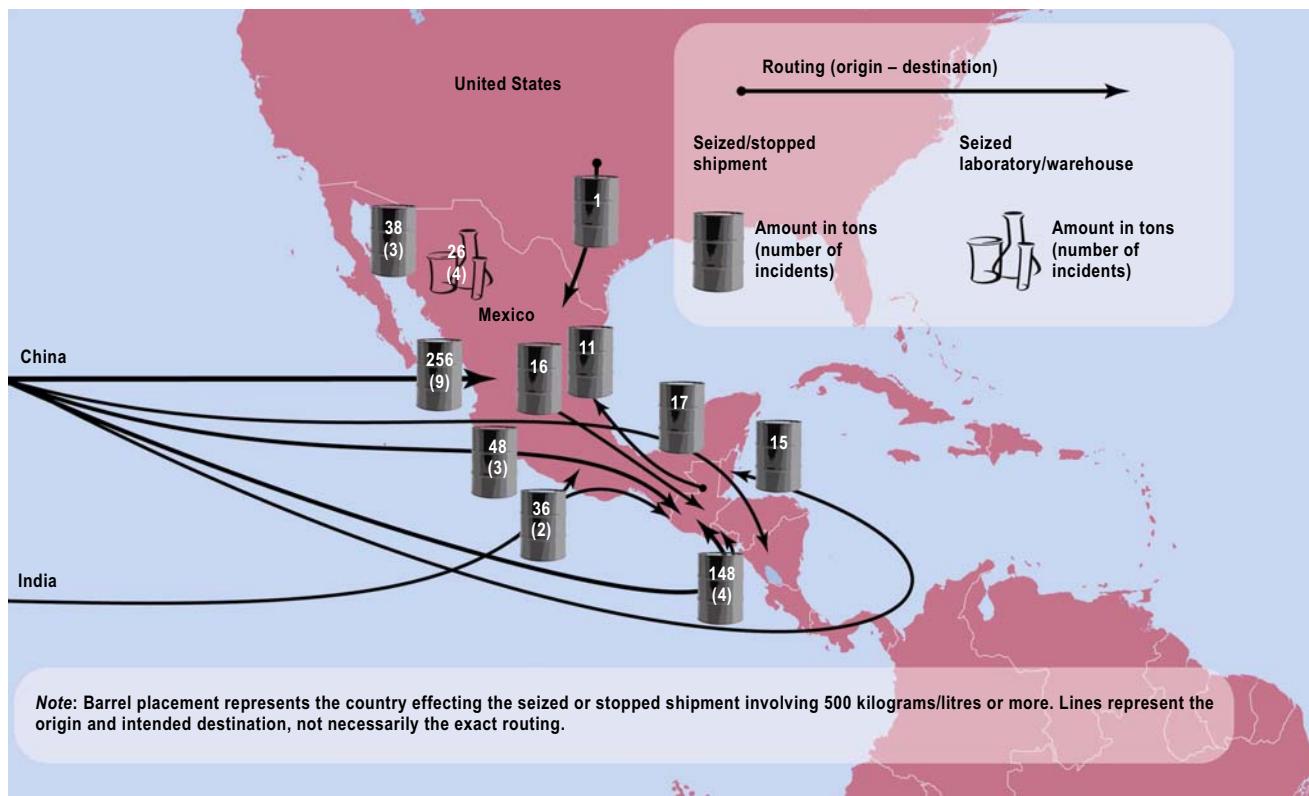 United States
Routing (origin – destination)
Seized/stopped
shipment
Seized
laboratory/warehouse
Amount in tons
(number of
incidents)
Amount in tons
(number of
incidents)
1
38
(3)
26
(4)
Mexico
China
256
(9)
16
11
17
15
48
(3)
36
(2)
India
148
(4)
Note: Barrel placement represents the country effecting the seized or stopped shipment involving 500 kilograms/litres or more. Lines represent the
origin and intended destination, not necessarily the exact routing.